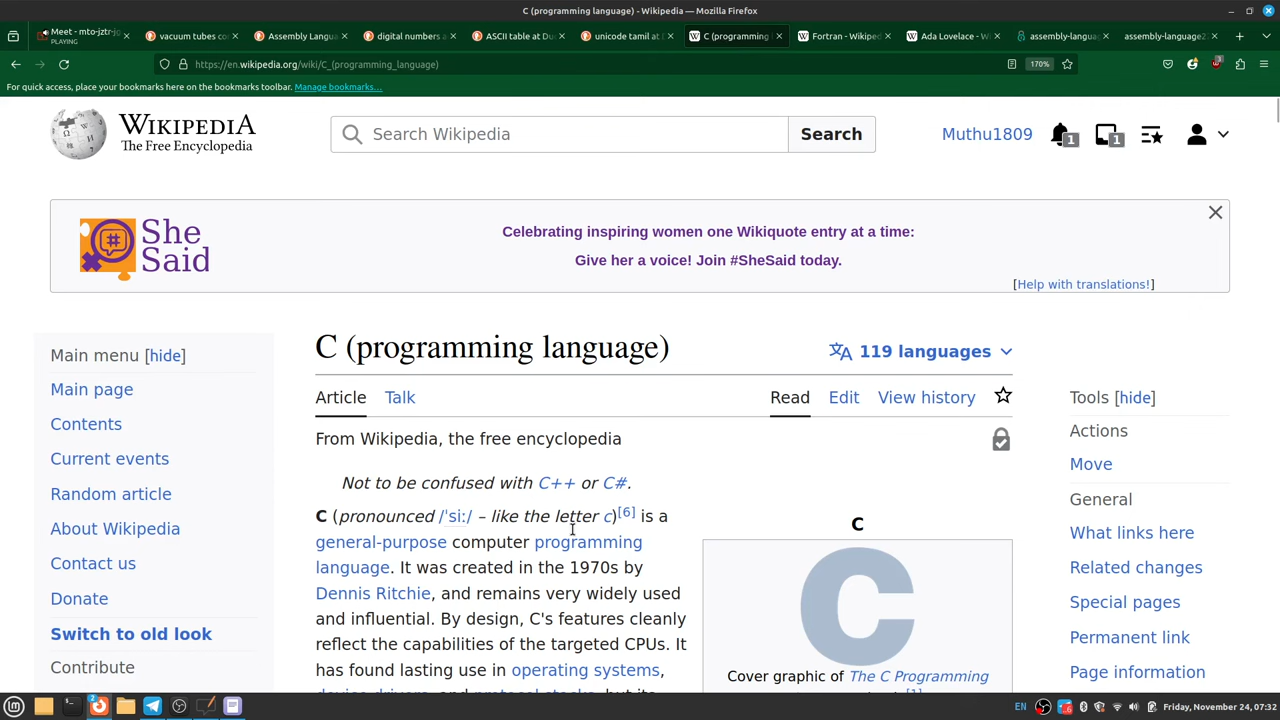 C (programming language) - Wikipedia — Mozilla Firefox
Meet - mto-jztr-jg
PLAYING
vacuum tubes co
Assembly Langua
digital numbers a
ASCII table at Du
unicode tamil at D
C (programming
Fortran - Wikiped
Ada Lovelace - W
assembly-langua
assembly-language2
https://en.wikipedia.org/wiki/C_(programming_language)
170%
For quick access, place your bookmarks here on the bookmarks toolbar. Manage bookmarks…
WIKIPEDIA
The Free Encyclopedia
Search Wikipedia
Search
Muthu1809
1
1
She
Said
Celebrating inspiring women one Wikiquote entry at a time:
Give her a voice! Join #SheSaid today.
[Help with translations!]
Main menu [hide]
Main page
Contents
Current events
Random article
About Wikipedia
Contact us
Donate
Switch to old look
Contribute
C (programming language)
119 languages
Article
Talk
Read
Edit
View history
From Wikipedia, the free encyclopedia
Not to be confused with C++ or C#.
C (pronounced /ˈsiː/ – like the letter c)[6] is a
general-purpose computer programming
language. It was created in the 1970s by
Dennis Ritchie, and remains very widely used
and influential. By design, C's features cleanly
reflect the capabilities of the targeted CPUs. It
has found lasting use in operating systems,
C
C
Cover graphic of The C Programming
Tools [hide]
Actions
Move
General
What links here
Related changes
Special pages
Permanent link
Page information
EN
Friday, November 24, 07:32